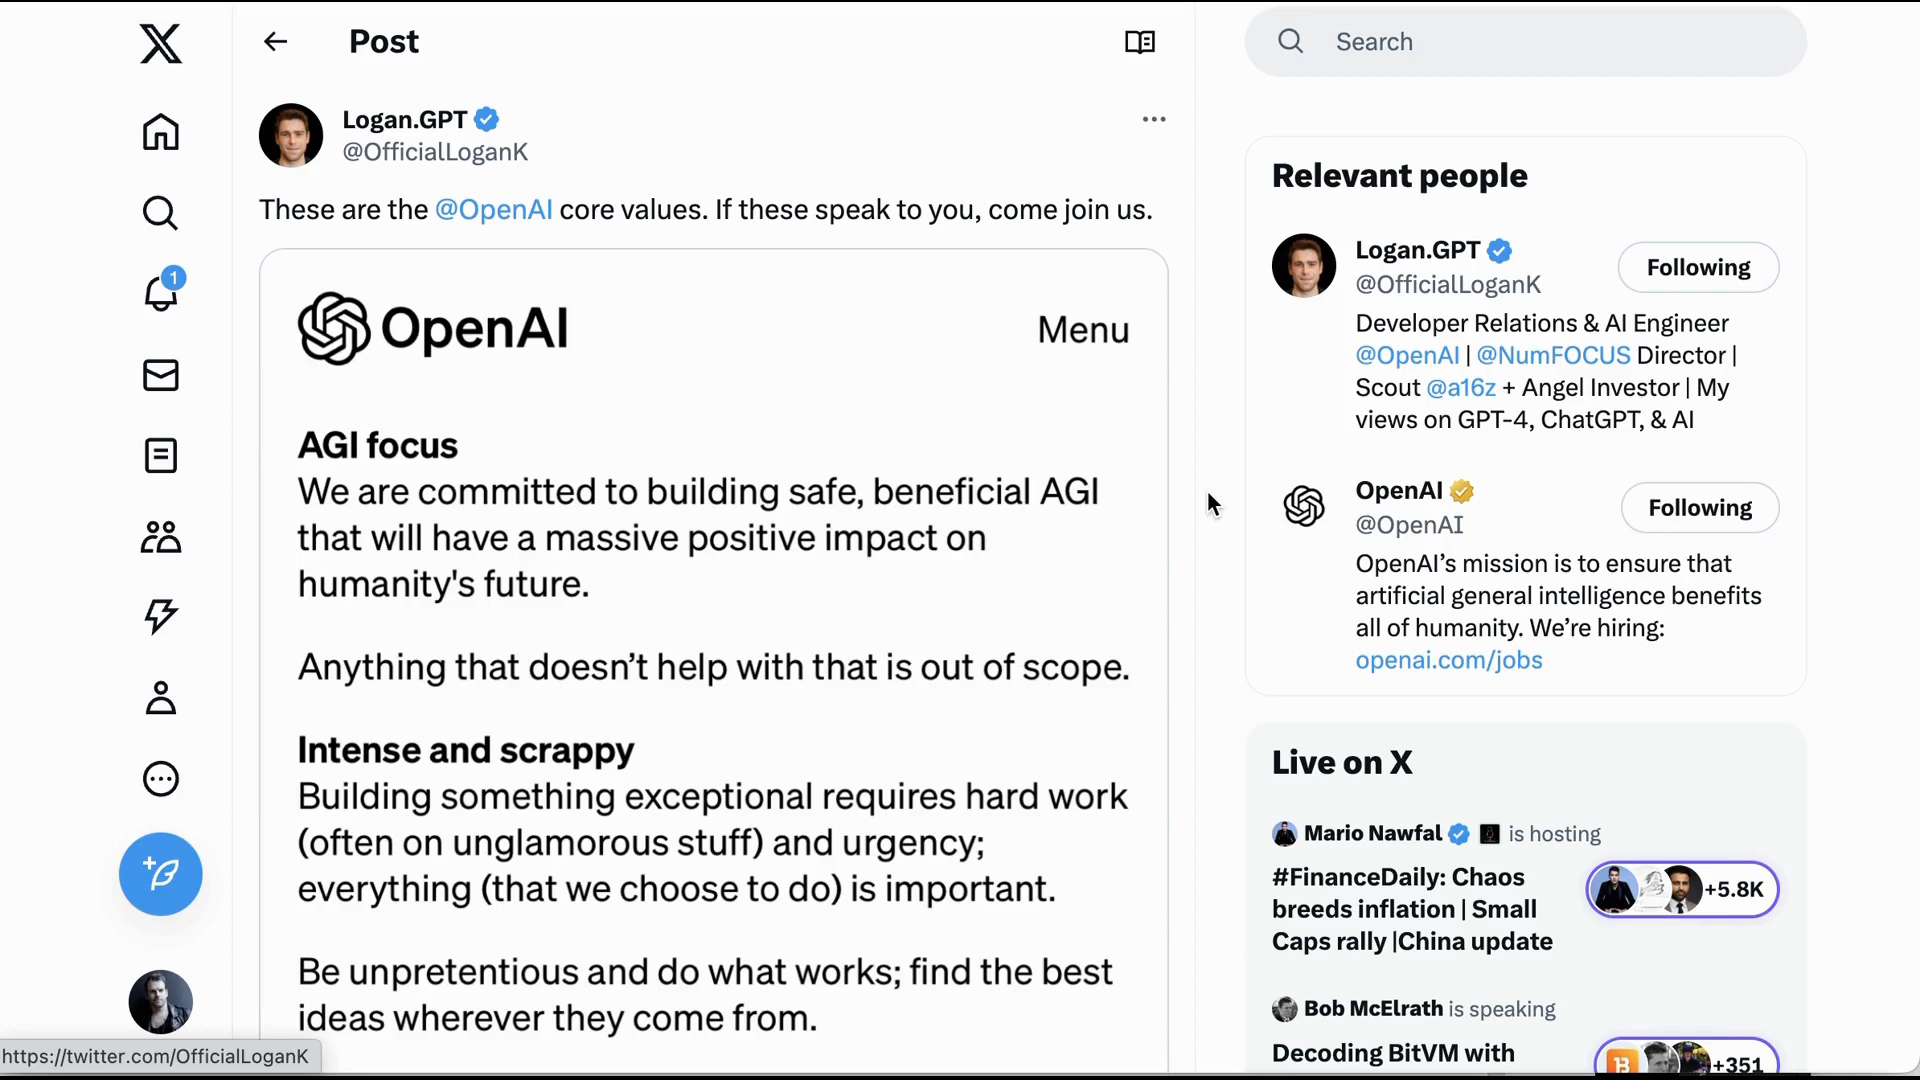 Post
Search
Logan.GPT
@OfficialLoganK
These are the @OpenAI core values. If these speak to you, come join us.
OpenAI
Menu
AGI focus
We are committed to building safe, beneficial AGI
that will have a massive positive impact on
humanity's future.
Anything that doesn’t help with that is out of scope.
Intense and scrappy
Building something exceptional requires hard work
(often on unglamorous stuff) and urgency;
everything (that we choose to do) is important.
Be unpretentious and do what works; find the best
ideas wherever they come from.
1
https://twitter.com/OfficialLoganK
Relevant people
Logan.GPT
Following
@OfficialLoganK
Developer Relations & AI Engineer
@OpenAI | @NumFOCUS Director |
Scout @a16z + Angel Investor | My
views on GPT-4, ChatGPT, & AI
OpenAI
Following
@OpenAI
OpenAI’s mission is to ensure that
artificial general intelligence benefits
all of humanity. We’re hiring:
openai.com/jobs
Live on X
Mario Nawfal is hosting
#FinanceDaily: Chaos
breeds inflation | Small
Caps rally |China update
+5.8K
Bob McElrath is speaking
Decoding BitVM with
+351